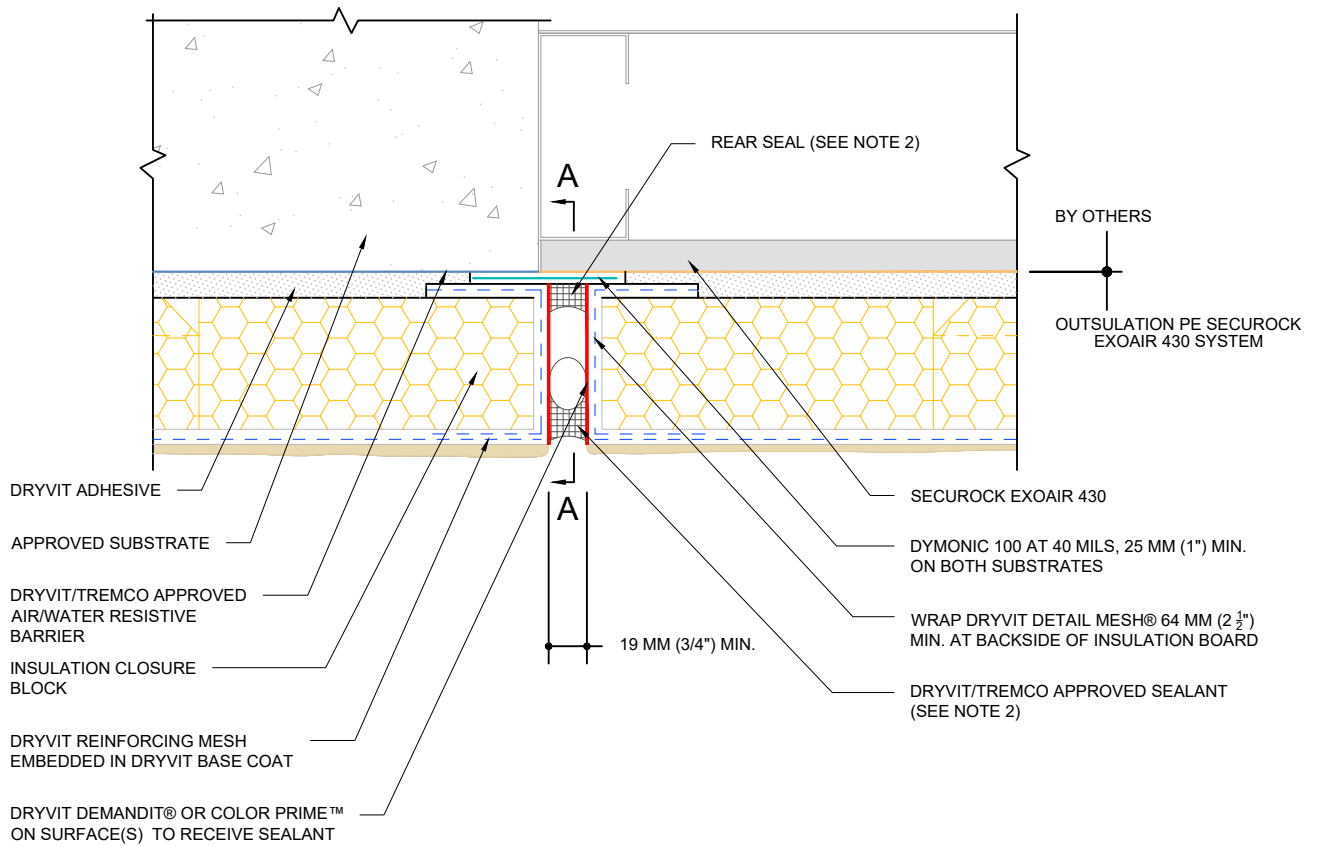 REAR SEAL (SEE NOTE 2)
A
BY OTHERS
OUTSULATION PE SECUROCK
EXOAIR 430 SYSTEM
A
DRYVIT ADHESIVE
APPROVED SUBSTRATE
DRYVIT/TREMCO APPROVED
AIR/WATER RESISTIVE
BARRIER
INSULATION CLOSURE
BLOCK
DRYVIT REINFORCING MESH
EMBEDDED IN DRYVIT BASE COAT
DRYVIT DEMANDIT® OR COLOR PRIME™
ON SURFACE(S) TO RECEIVE SEALANT
19 MM (3/4") MIN.
SECUROCK EXOAIR 430
DYMONIC 100 AT 40 MILS, 25 MM (1") MIN.
ON BOTH SUBSTRATES
WRAP DRYVIT DETAIL MESH® 64 MM (2 1/2")
MIN. AT BACKSIDE OF INSULATION BOARD
DRYVIT/TREMCO APPROVED SEALANT
(SEE NOTE 2)